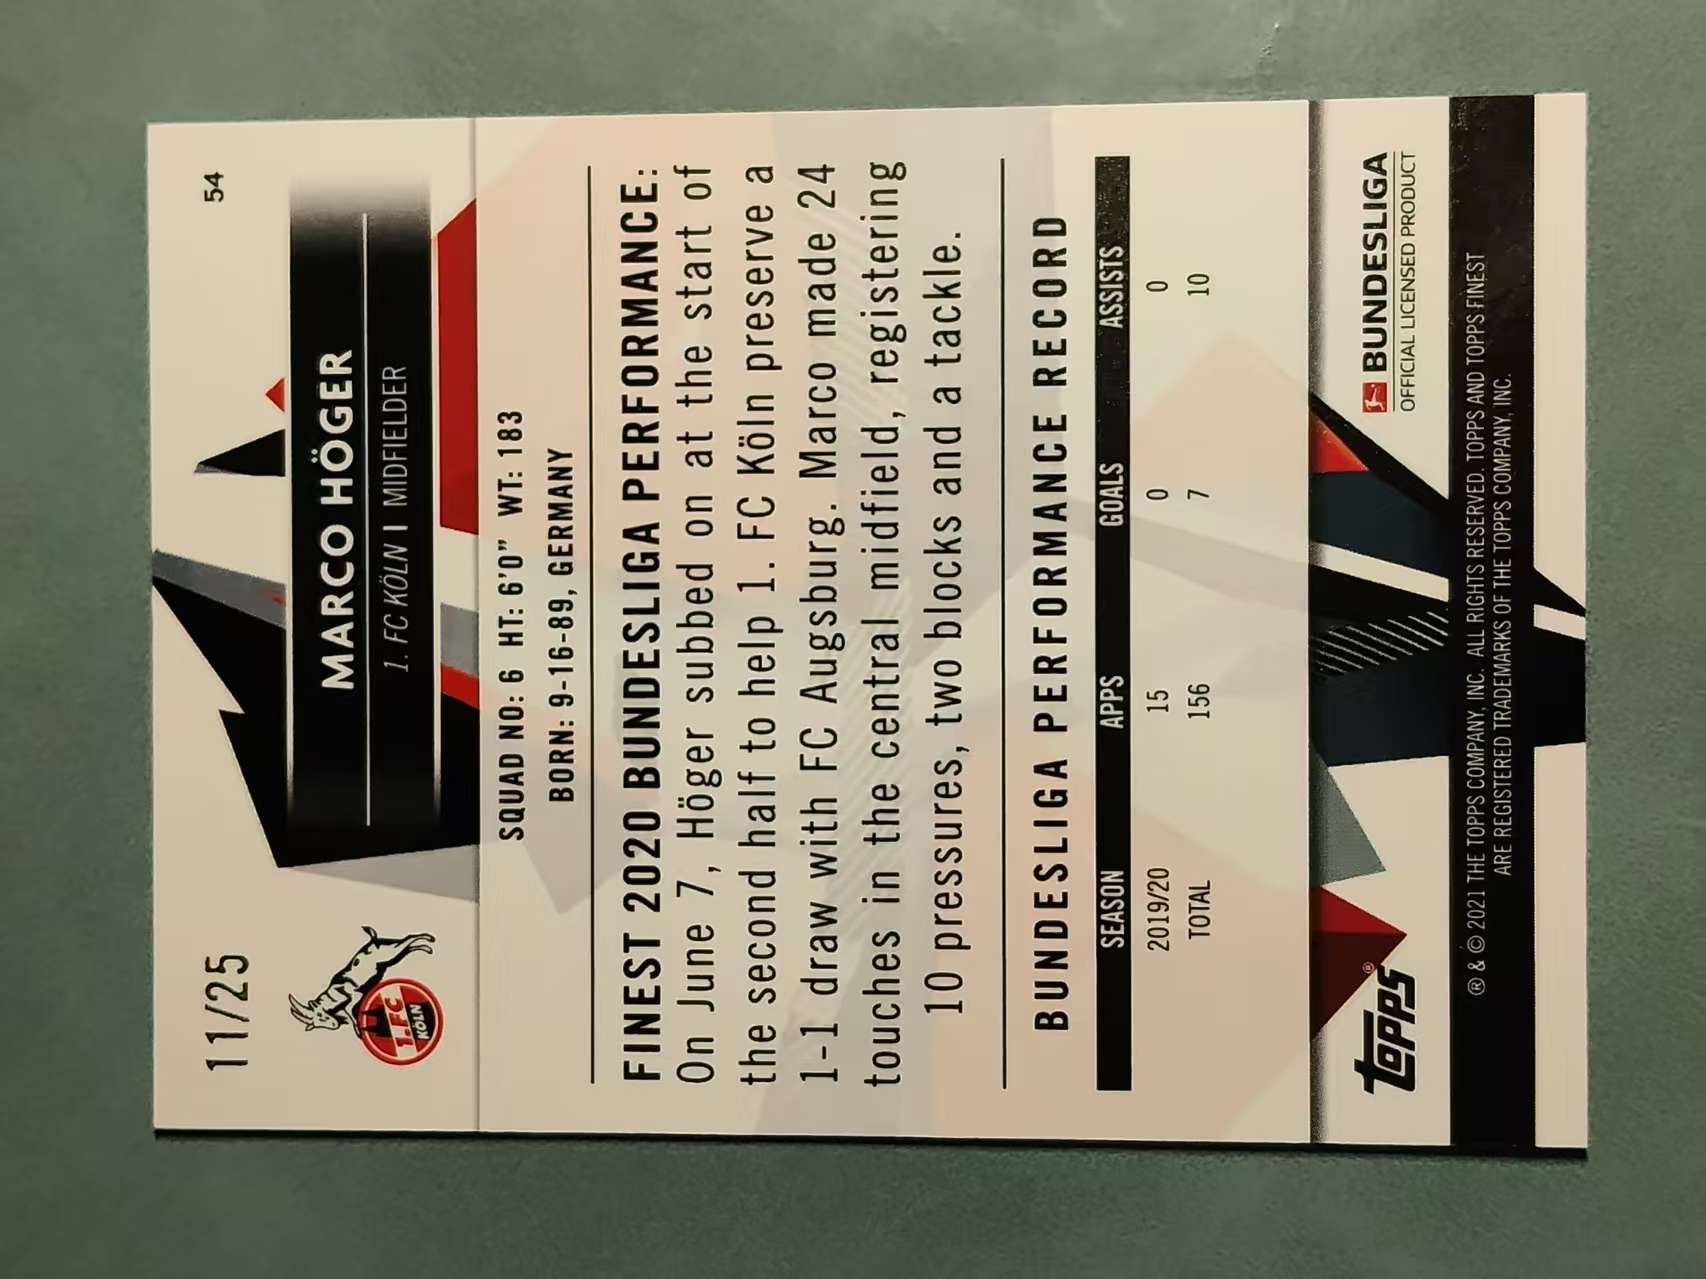 11/25
54
1.FC
KÖLN
MARCO HÖGER
1. FC KÖLN | MIDFIELDER
SQUAD NO: 6 HT: 6'0" WT: 183
BORN: 9-16-89, GERMANY
FINEST 2020 BUNDESLIGA PERFORMANCE:
On June 7, Höger subbed on at the start of
the second half to help 1. FC Köln preserve a
1-1 draw with FC Augsburg. Marco made 24
touches in the central midfield, registering
10 pressures, two blocks and a tackle.
BUNDESLIGA PERFORMANCE RECORD
SEASON APPS GOALS ASSISTS
2019/20 15 0 0
TOTAL 156 7 10
topps®
BUNDESLIGA
OFFICIAL LICENSED PRODUCT
® & © 2021 THE TOPPS COMPANY, INC. ALL RIGHTS RESERVED. TOPPS AND TOPPS FINEST
ARE REGISTERED TRADEMARKS OF THE TOPPS COMPANY, INC.